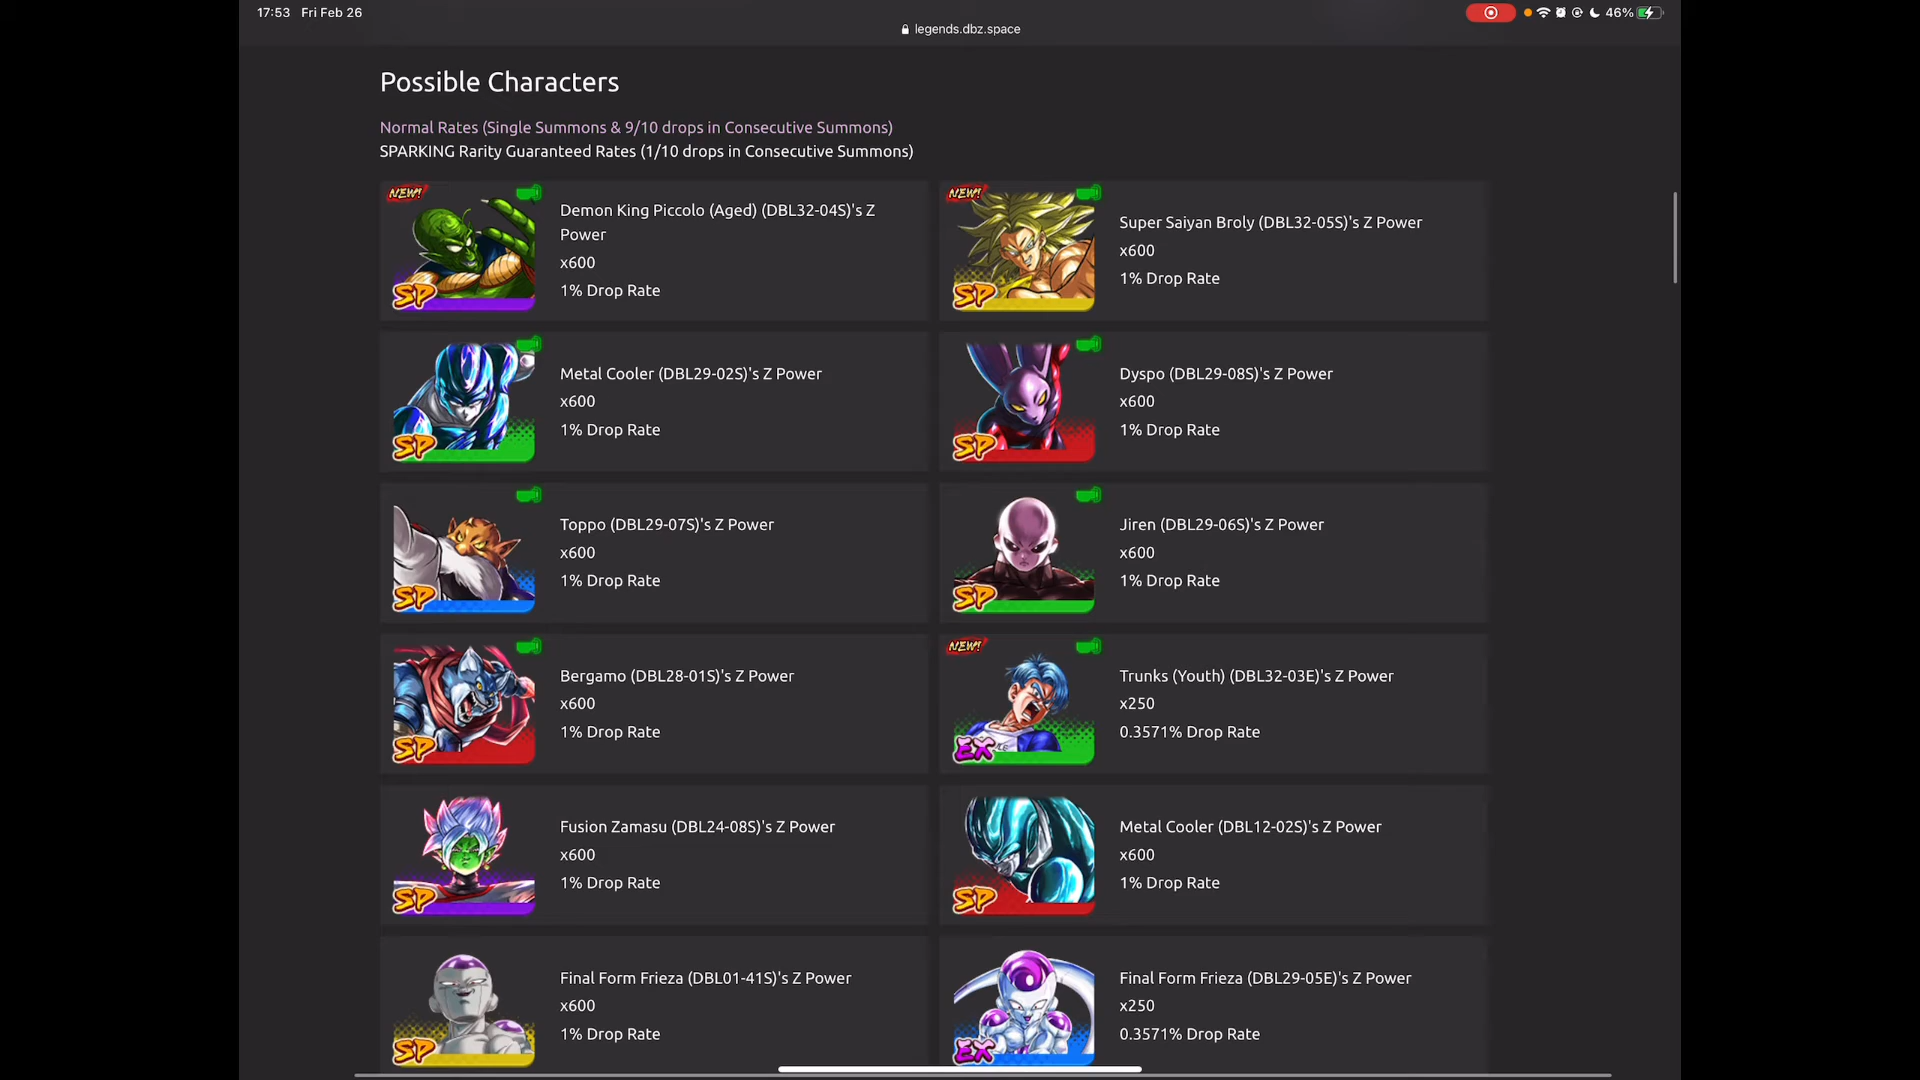 17:53 Fri Feb 26
46%
legends.dbz.space
Possible Characters
Normal Rates (Single Summons & 9/10 drops in Consecutive Summons)
SPARKING Rarity Guaranteed Rates (1/10 drops in Consecutive Summons)
NEW!
SP
Demon King Piccolo (Aged) (DBL32-04S)'s Z
Power
x600
1% Drop Rate
NEW!
SP
Super Saiyan Broly (DBL32-05S)'s Z Power
x600
1% Drop Rate
SP
Metal Cooler (DBL29-02S)'s Z Power
x600
1% Drop Rate
SP
Dyspo (DBL29-08S)'s Z Power
x600
1% Drop Rate
SP
Toppo (DBL29-07S)'s Z Power
x600
1% Drop Rate
SP
Jiren (DBL29-06S)'s Z Power
x600
1% Drop Rate
SP
Bergamo (DBL28-01S)'s Z Power
x600
1% Drop Rate
NEW!
EX
Trunks (Youth) (DBL32-03E)'s Z Power
x250
0.3571% Drop Rate
SP
Fusion Zamasu (DBL24-08S)'s Z Power
x600
1% Drop Rate
SP
Metal Cooler (DBL12-02S)'s Z Power
x600
1% Drop Rate
SP
Final Form Frieza (DBL01-41S)'s Z Power
x600
1% Drop Rate
EX
Final Form Frieza (DBL29-05E)'s Z Power
x250
0.3571% Drop Rate